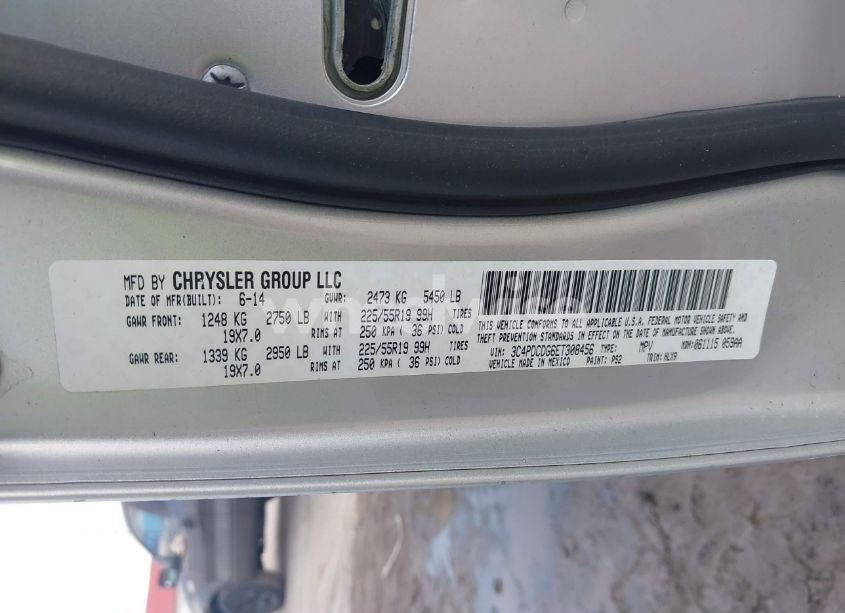 MFD BY CHRYSLER GROUP LLC
DATE OF MFR(BUILT): 6-14 GVWR: 2473 KG 5450 LB
GAWR FRONT: 1248 KG 2750 LB WITH 225/55R19 99H TIRES
19X7.0 RIMS AT 250 KPA ( 36 PSI) COLD
GAWR REAR: 1339 KG 2950 LB WITH 225/55R19 99H TIRES
19X7.0 RIMS AT 250 KPA ( 36 PSI) COLD
THIS VEHICLE CONFORMS TO ALL APPLICABLE U.S.A. FEDERAL MOTOR VEHICLE SAFETY AND
THEFT PREVENTION STANDARDS IN EFFECT ON THE DATE OF MANUFACTURE SHOWN ABOVE.
VIN: 3C4PDCDG6ET308456 TYPE: MPV MDH: 061115 053AA
VEHICLE MADE IN MEXICO PAINT: PS2 TRIM: HLX9